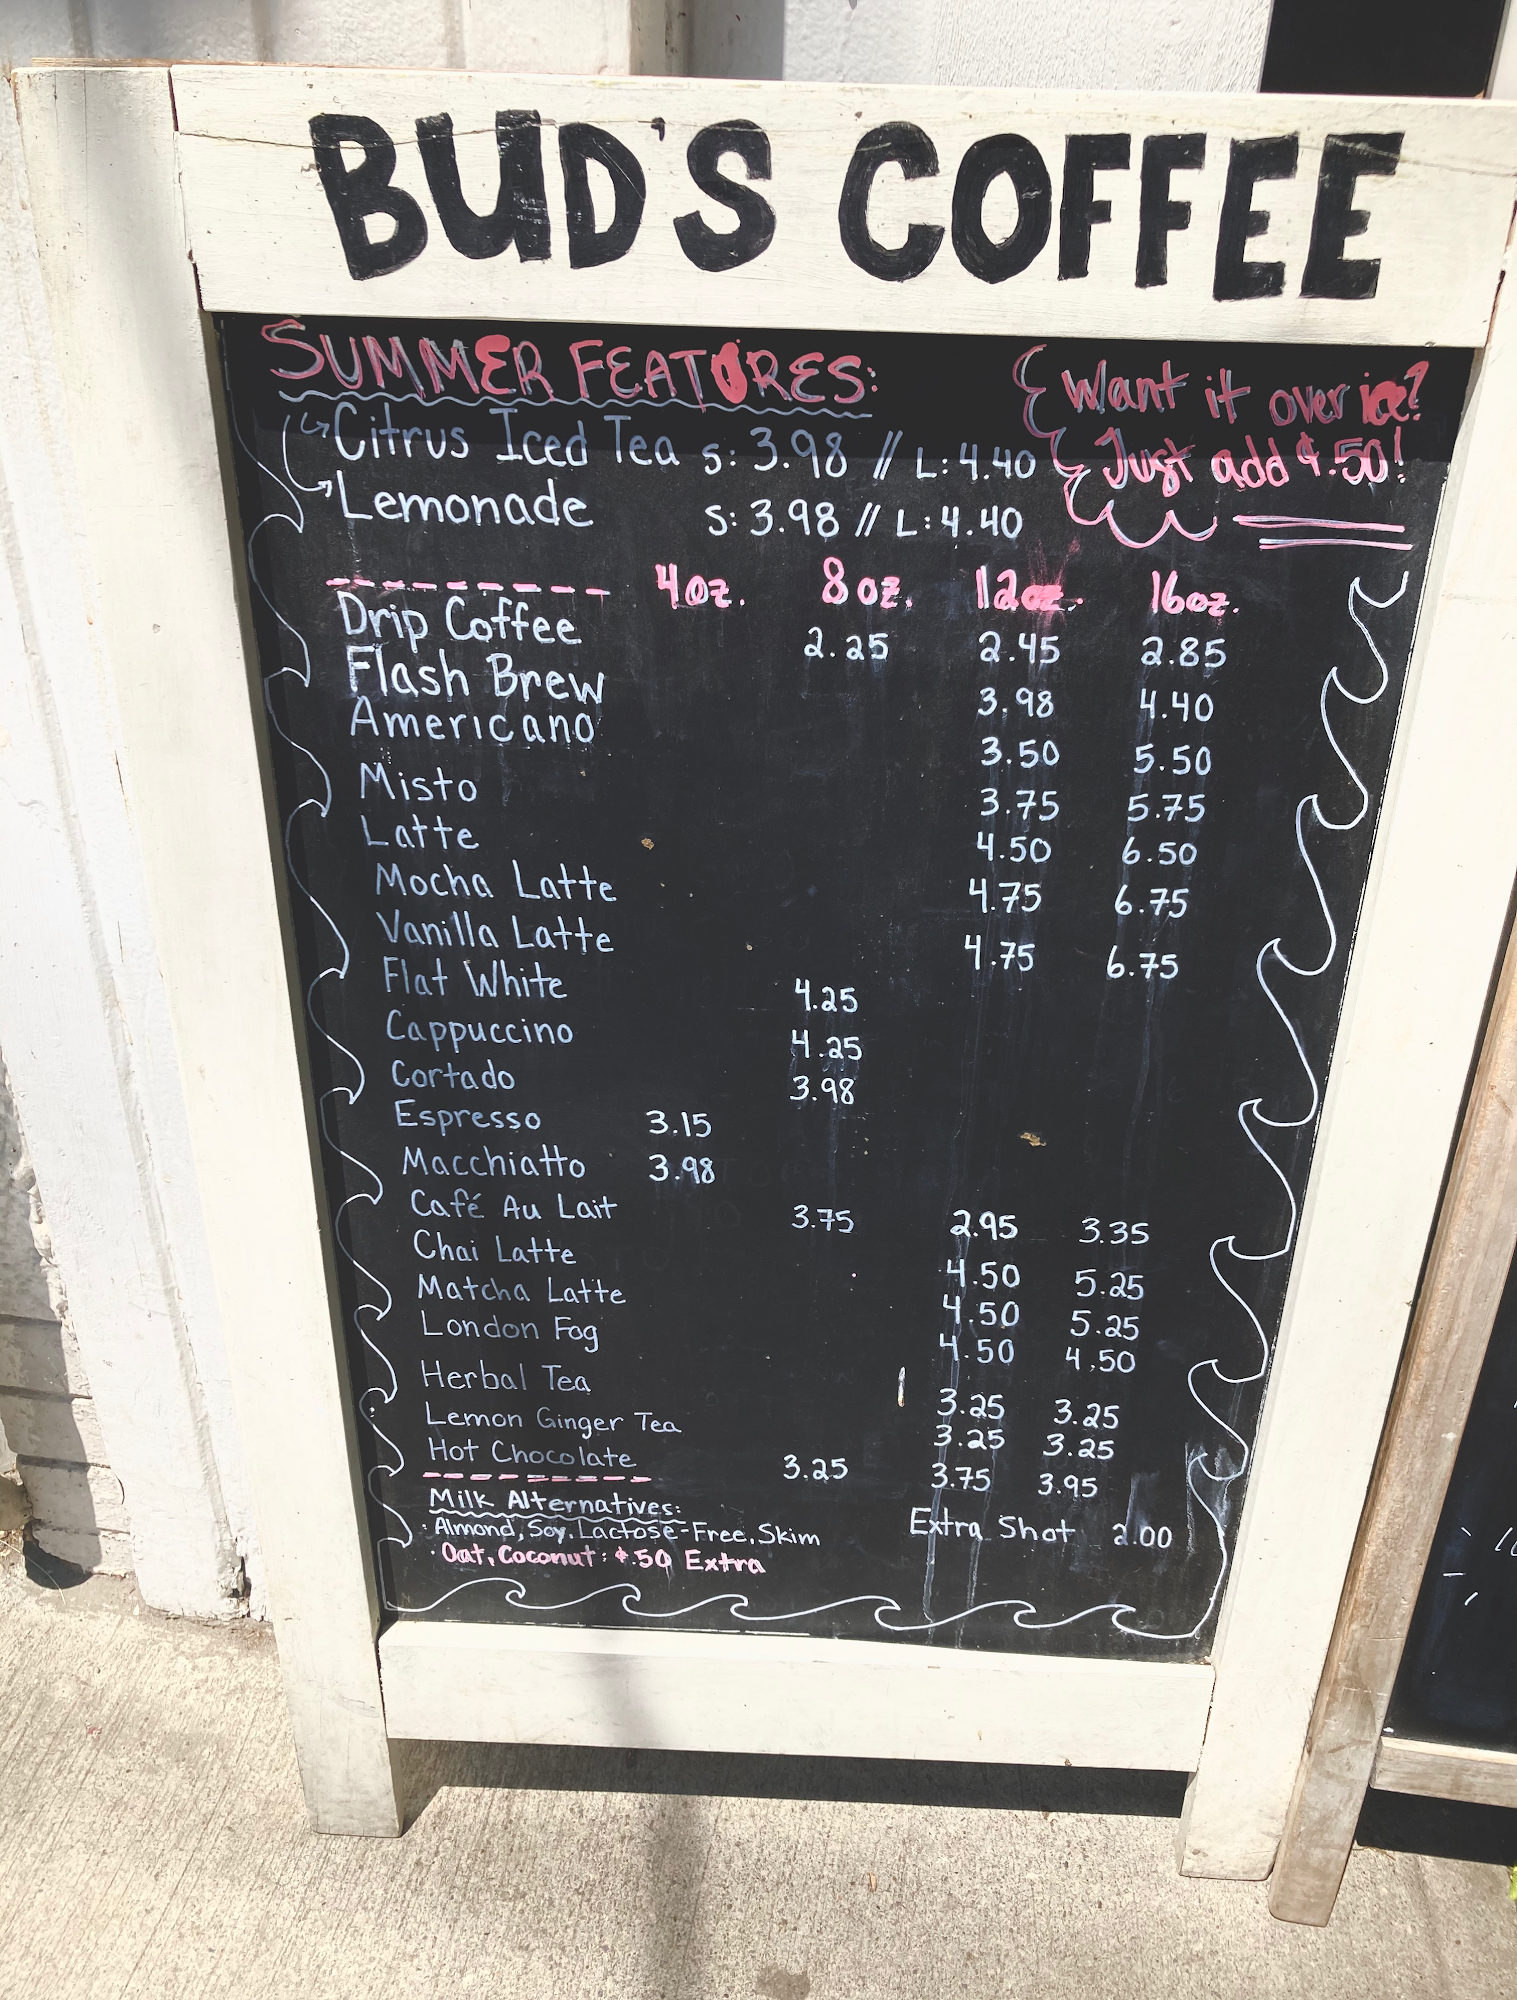 BUD'S COFFEE
SUMMER FEATURES:
Citrus Iced Tea S: 3.98 // L: 4.40
Lemonade S: 3.98 // L: 4.40
Want it over ice?
Just add $.50!
4oz. 8oz. 12oz. 16oz.
Drip Coffee 2.25 2.45 2.85
Flash Brew 3.98 4.40
Americano 3.50 5.50
Misto 3.75 5.75
Latte 4.50 6.50
Mocha Latte 4.75 6.75
Vanilla Latte 4.75 6.75
Flat White 4.25
Cappuccino 4.25
Cortado 3.98
Espresso 3.15
Macchiatto 3.98
Café Au Lait 3.75 2.95 3.35
Chai Latte 4.50 5.25
Matcha Latte 4.50 5.25
London Fog 4.50 4.50
Herbal Tea 3.25 3.25
Lemon Ginger Tea 3.25 3.25
Hot Chocolate 3.25 3.75 3.95
Milk Alternatives:
· Almond, Soy, Lactose-Free, Skim
· Oat, Coconut: $.50 Extra
Extra Shot 2.00